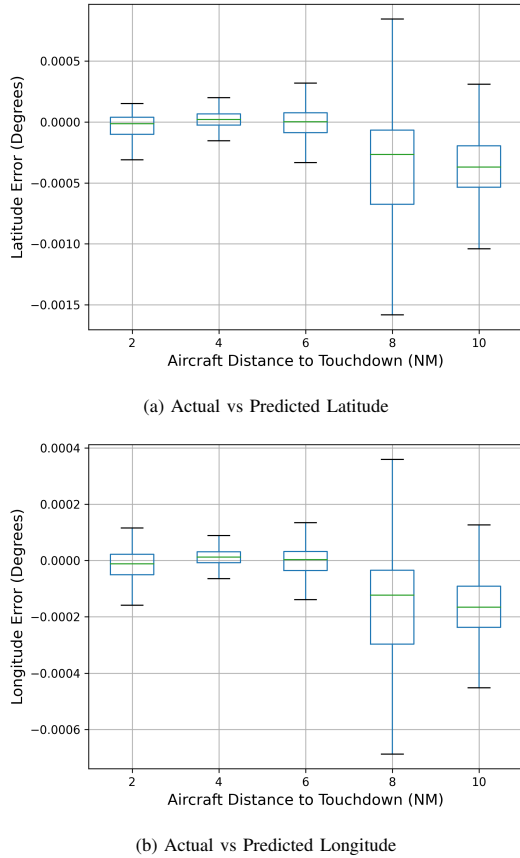 0.0005
0.0000
−0.0005
−0.0010
−0.0015
Latitude Error (Degrees)
2 4 6 8 10
Aircraft Distance to Touchdown (NM)
(a) Actual vs Predicted Latitude
0.0004
0.0002
0.0000
−0.0002
−0.0004
−0.0006
Longitude Error (Degrees)
2 4 6 8 10
Aircraft Distance to Touchdown (NM)
(b) Actual vs Predicted Longitude